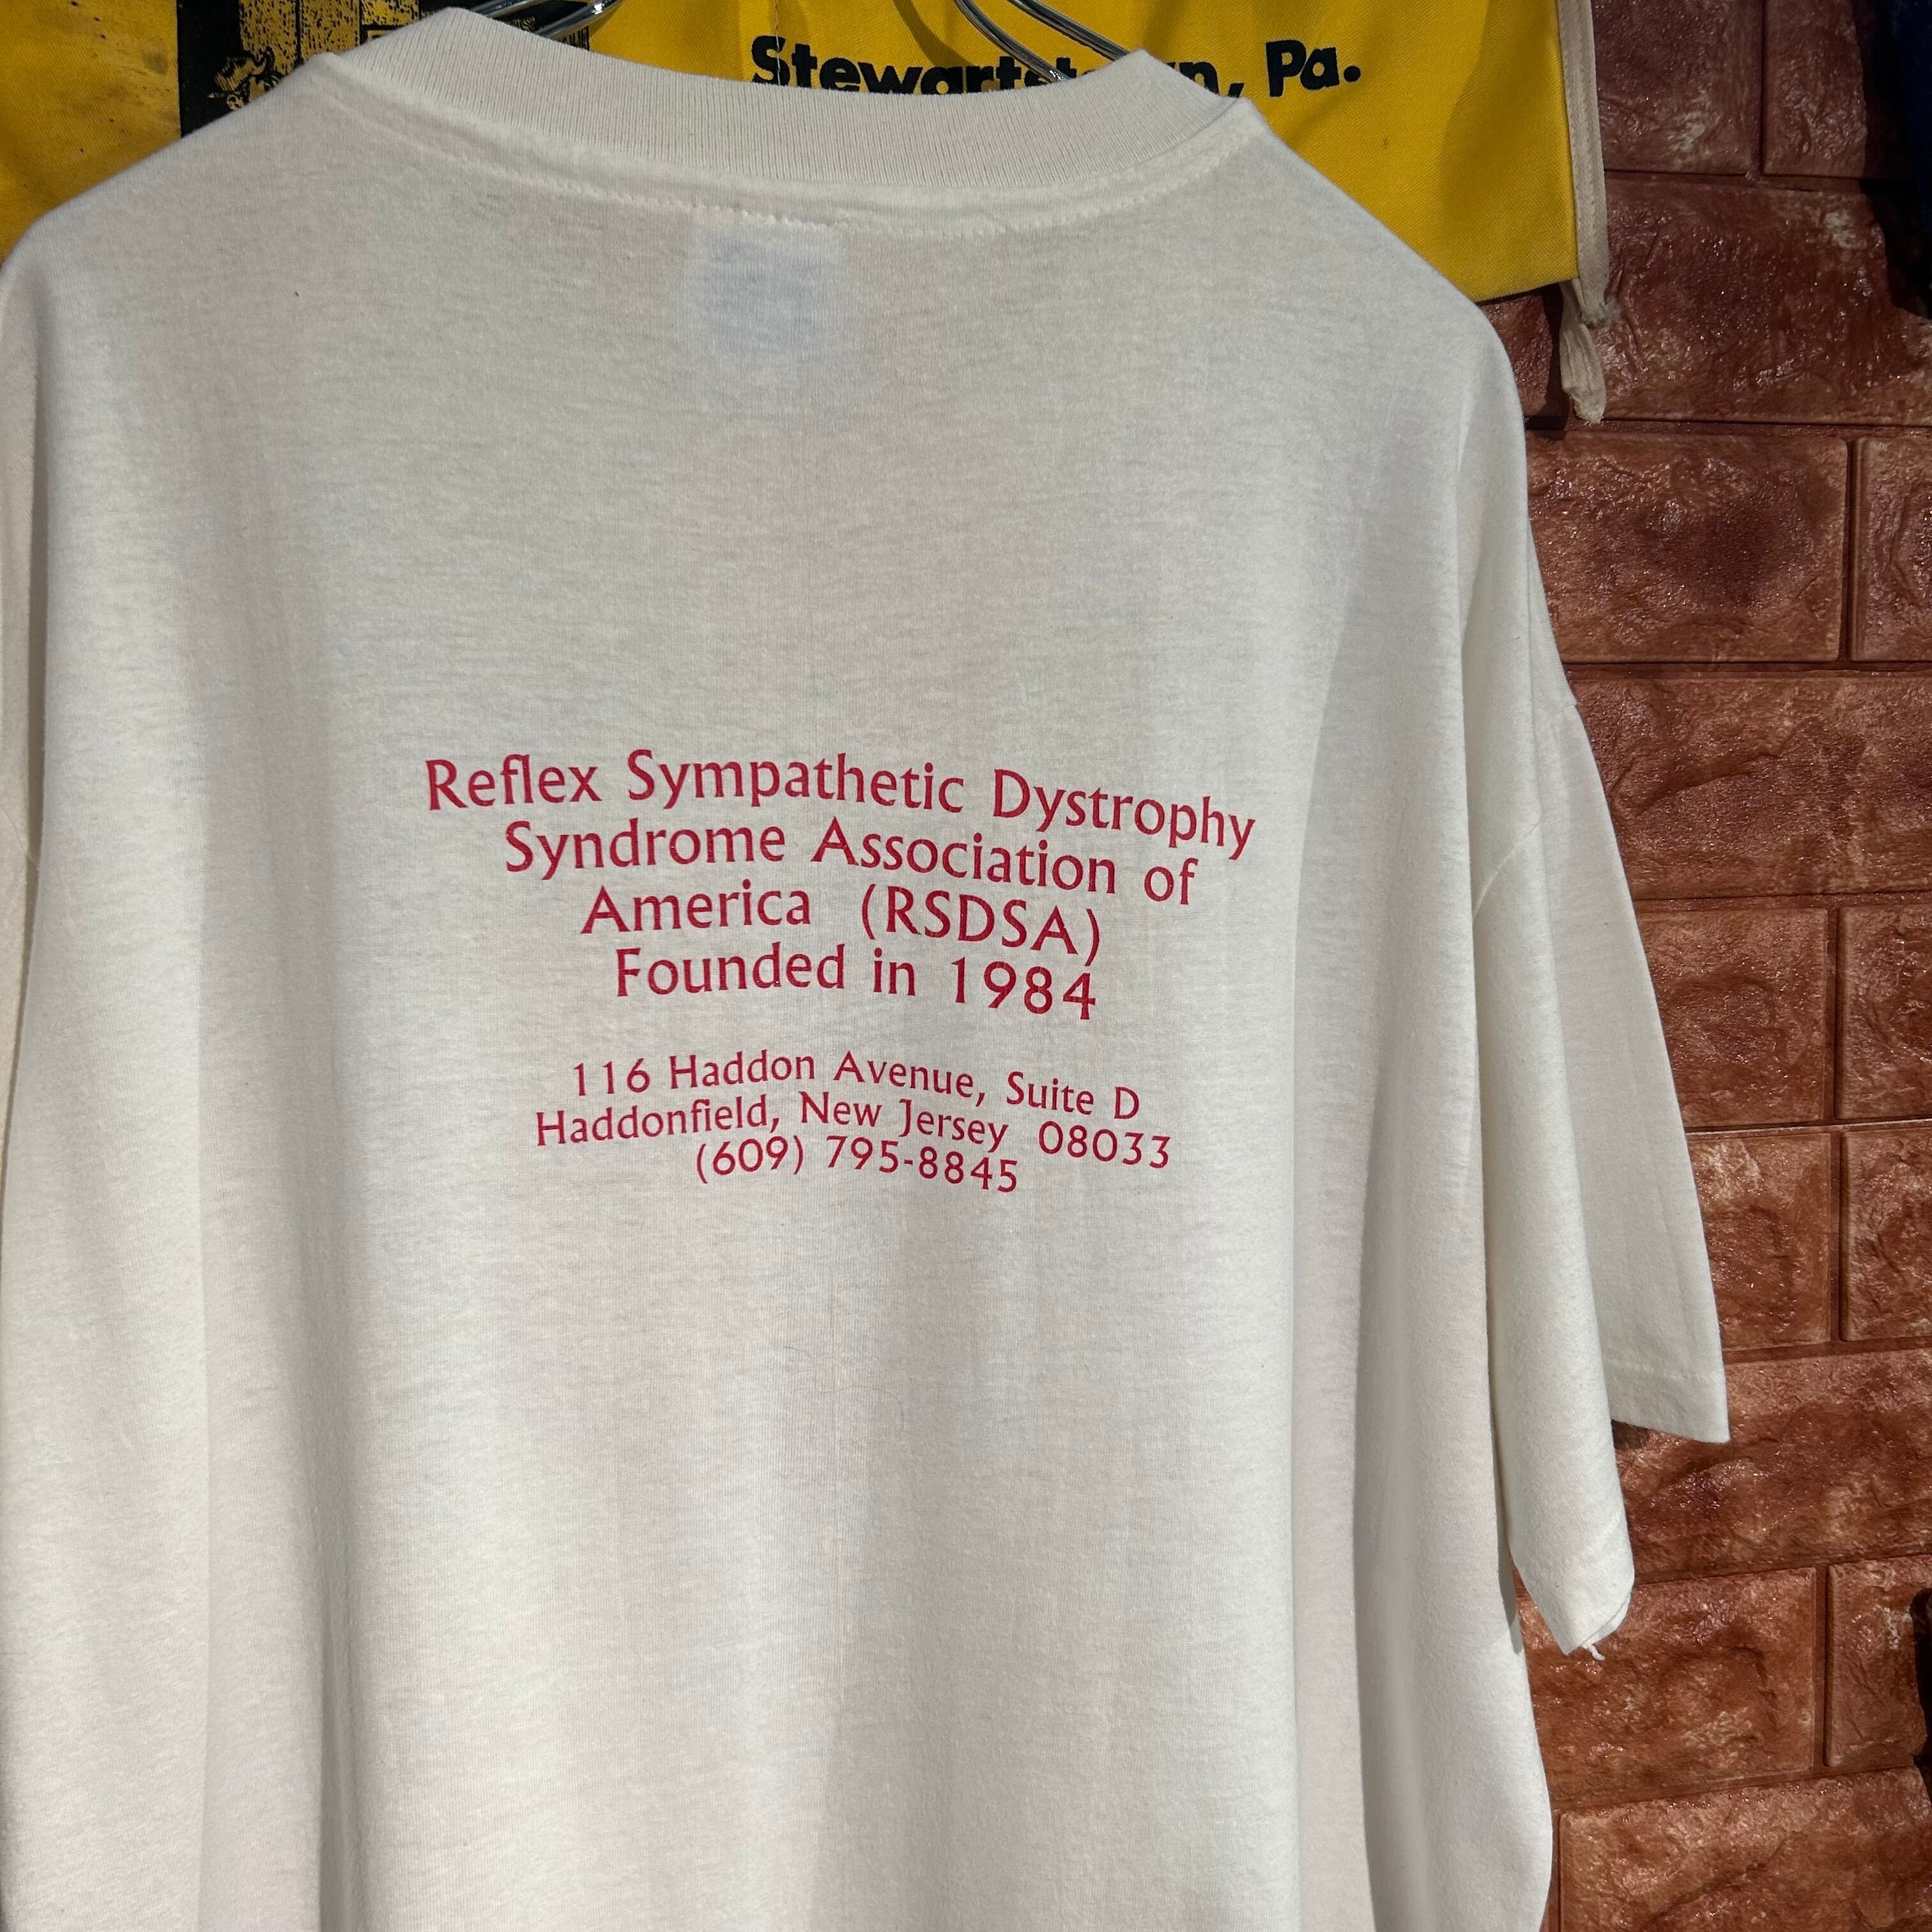 Stewartstown, Pa.
Reflex Sympathetic Dystrophy
Syndrome Association of
America (RSDSA)
Founded in 1984
116 Haddon Avenue, Suite D
Haddonfield, New Jersey 08033
(609) 795-8845